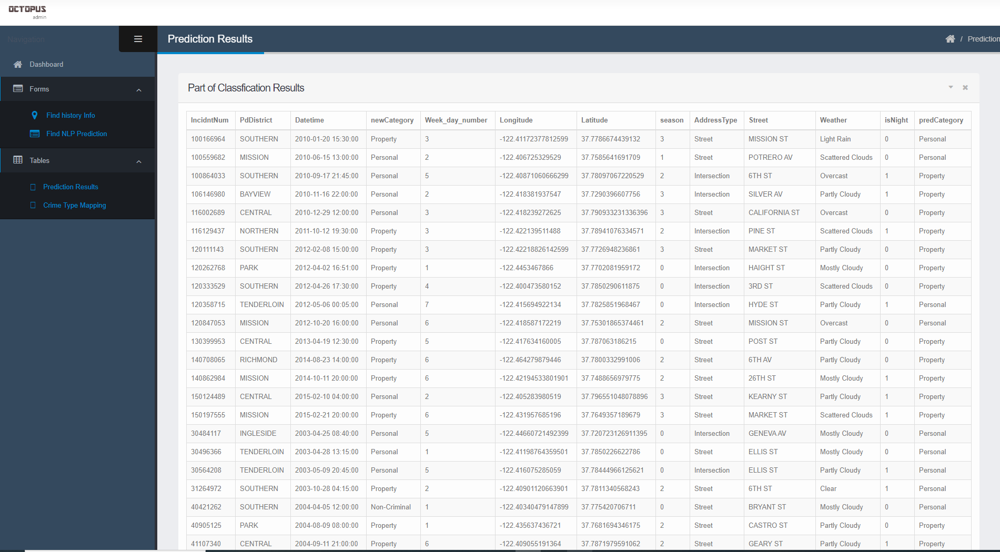 OCTOPUS
admin
Navigation
Prediction Results
/ Prediction
Dashboard
Forms
Find history Info
Find NLP Prediction
Tables
Prediction Results
Crime Type Mapping
Part of Classfication Results
IncidntNum PdDistrict Datetime newCategory Week_day_number Longitude Latitude season AddressType Street Weather isNight predCategory
100166964 SOUTHERN 2010-01-20 15:30:00 Property 3 -122.41172377812599 37.7786674439132 3 Street MISSION ST Light Rain 0 Personal
100559682 MISSION 2010-06-15 13:00:00 Personal 2 -122.406725329529 37.7585641691709 1 Street POTRERO AV Scattered Clouds 0 Personal
100864033 SOUTHERN 2010-09-17 21:45:00 Personal 5 -122.40871060666299 37.78097067220529 2 Intersection 6TH ST Overcast 1 Property
106146980 BAYVIEW 2010-11-16 22:00:00 Personal 2 -122.418381937547 37.7290396607756 3 Intersection SILVER AV Partly Cloudy 1 Property
116002689 CENTRAL 2010-12-29 12:00:00 Personal 3 -122.418239272625 37.790933231336396 3 Street CALIFORNIA ST Overcast 0 Property
116129437 NORTHERN 2011-10-12 19:30:00 Property 3 -122.422139511488 37.78941076334571 2 Intersection PINE ST Scattered Clouds 1 Property
120111143 SOUTHERN 2012-02-08 15:00:00 Property 3 -122.42218826142599 37.7726948236861 3 Street MARKET ST Partly Cloudy 0 Property
120262768 PARK 2012-04-02 16:51:00 Property 1 -122.4453467866 37.7702081959172 0 Intersection HAIGHT ST Mostly Cloudy 0 Property
120333529 SOUTHERN 2012-04-26 17:30:00 Property 4 -122.400473580152 37.7850290611875 0 Intersection 3RD ST Scattered Clouds 0 Property
120358715 TENDERLOIN 2012-05-06 00:05:00 Personal 7 -122.415694922134 37.7825851968467 0 Intersection HYDE ST Partly Cloudy 1 Personal
120847053 MISSION 2012-10-20 16:00:00 Personal 6 -122.418587172219 37.75301865374461 2 Street MISSION ST Overcast 0 Personal
130399953 CENTRAL 2013-04-19 12:30:00 Property 5 -122.417634160005 37.787063186215 0 Street POST ST Partly Cloudy 0 Property
140708065 RICHMOND 2014-08-23 14:00:00 Property 6 -122.464279879446 37.7800332991006 2 Street 6TH AV Partly Cloudy 0 Property
140862984 MISSION 2014-10-11 20:00:00 Property 6 -122.42194533801901 37.7488656979775 2 Street 26TH ST Mostly Cloudy 1 Property
150124489 CENTRAL 2015-02-10 04:00:00 Personal 2 -122.405283980519 37.796551048078896 3 Street KEARNY ST Partly Cloudy 1 Property
150197555 MISSION 2015-02-21 20:00:00 Property 6 -122.431957685196 37.7649357189679 3 Street MARKET ST Scattered Clouds 1 Property
30484117 INGLESIDE 2003-04-25 08:40:00 Personal 5 -122.44660721492399 37.720723126911395 0 Intersection GENEVA AV Mostly Cloudy 0 Personal
30496366 TENDERLOIN 2003-04-28 13:15:00 Personal 1 -122.41198764359501 37.7850226622786 0 Street ELLIS ST Mostly Cloudy 0 Personal
30564208 TENDERLOIN 2003-05-09 20:45:00 Personal 5 -122.416075285059 37.78444966125621 0 Intersection ELLIS ST Partly Cloudy 1 Personal
31264972 SOUTHERN 2003-10-28 04:15:00 Property 2 -122.40901120663901 37.7811340568243 2 Street 6TH ST Clear 1 Personal
40421262 SOUTHERN 2004-04-05 12:00:00 Non-Criminal 1 -122.40340479147899 37.775420706711 0 Street BRYANT ST Mostly Cloudy 0 Personal
40905125 PARK 2004-08-09 08:00:00 Property 1 -122.435637436721 37.7681694346175 2 Street CASTRO ST Partly Cloudy 0 Property
41107340 CENTRAL 2004-09-11 21:00:00 Property 6 -122.409055191364 37.7871979591062 2 Street GEARY ST Partly Cloudy 1 Property